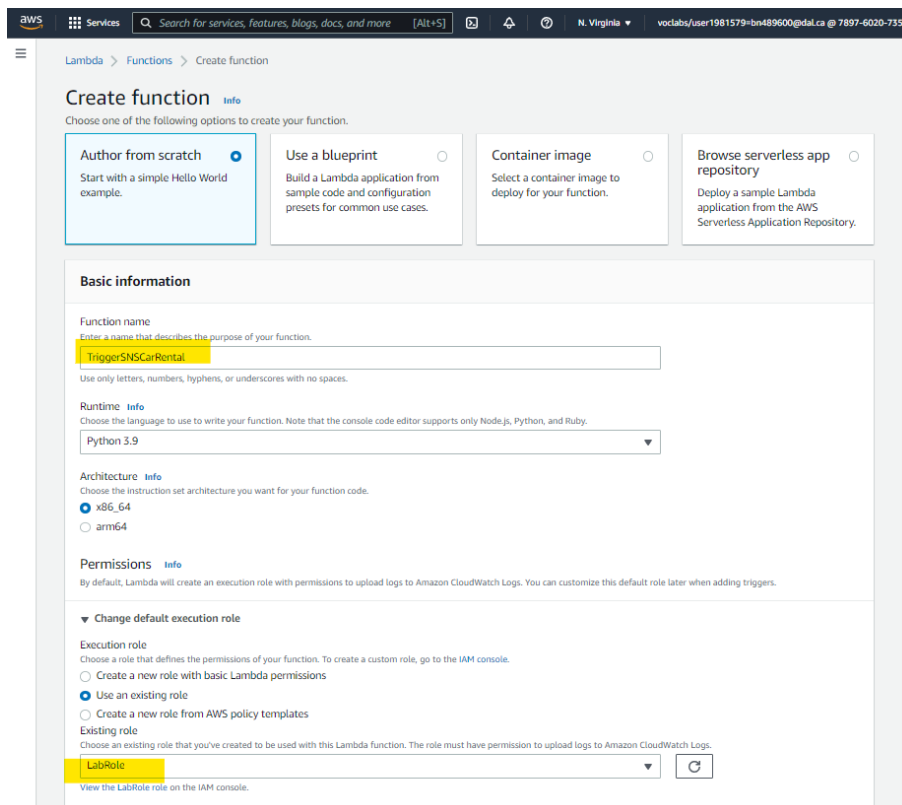 aws
Services
Search for services, features, blogs, docs, and more
[Alt+S]
N. Virginia
voclabs/user1981579=bn489600@dal.ca @ 7897-6020-735
Lambda > Functions > Create function
Create function Info
Choose one of the following options to create your function.
Author from scratch
Start with a simple Hello World
example.
Use a blueprint
Build a Lambda application from
sample code and configuration
presets for common use cases.
Container image
Select a container image to
deploy for your function.
Browse serverless app
repository
Deploy a sample Lambda
application from the AWS
Serverless Application Repository.
Basic information
Function name
Enter a name that describes the purpose of your function.
TriggerSNSCarRental
Use only letters, numbers, hyphens, or underscores with no spaces.
Runtime Info
Choose the language to use to write your function. Note that the console code editor supports only Node.js, Python, and Ruby.
Python 3.9
Architecture Info
Choose the instruction set architecture you want for your function code.
x86_64
arm64
Permissions Info
By default, Lambda will create an execution role with permissions to upload logs to Amazon CloudWatch Logs. You can customize this default role later when adding triggers.
Change default execution role
Execution role
Choose a role that defines the permissions of your function. To create a custom role, go to the IAM console.
Create a new role with basic Lambda permissions
Use an existing role
Create a new role from AWS policy templates
Existing role
Choose an existing role that you've created to be used with this Lambda function. The role must have permission to upload logs to Amazon CloudWatch Logs.
LabRole
View the LabRole role on the IAM console.